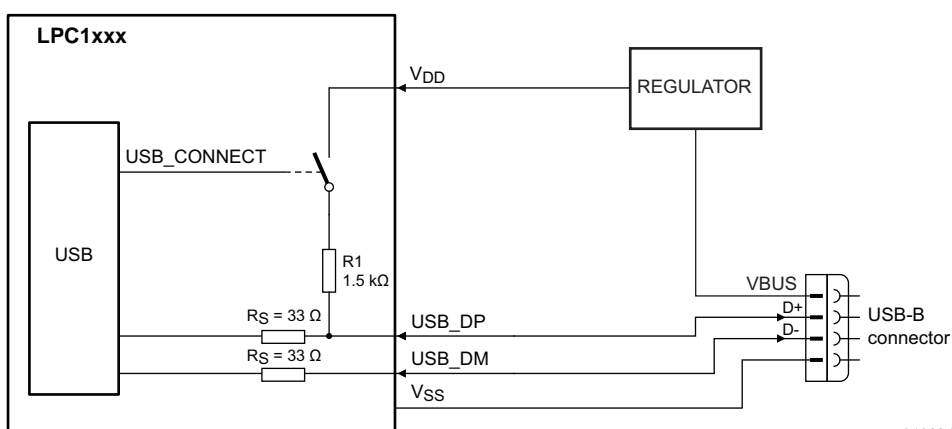 LPC1xxx
VDD
REGULATOR
USB_CONNECT
USB
R1
1.5 kΩ
VBUS
D+
USB-B
connector
RS = 33 Ω
USB_DP
D-
RS = 33 Ω
USB_DM
VSS